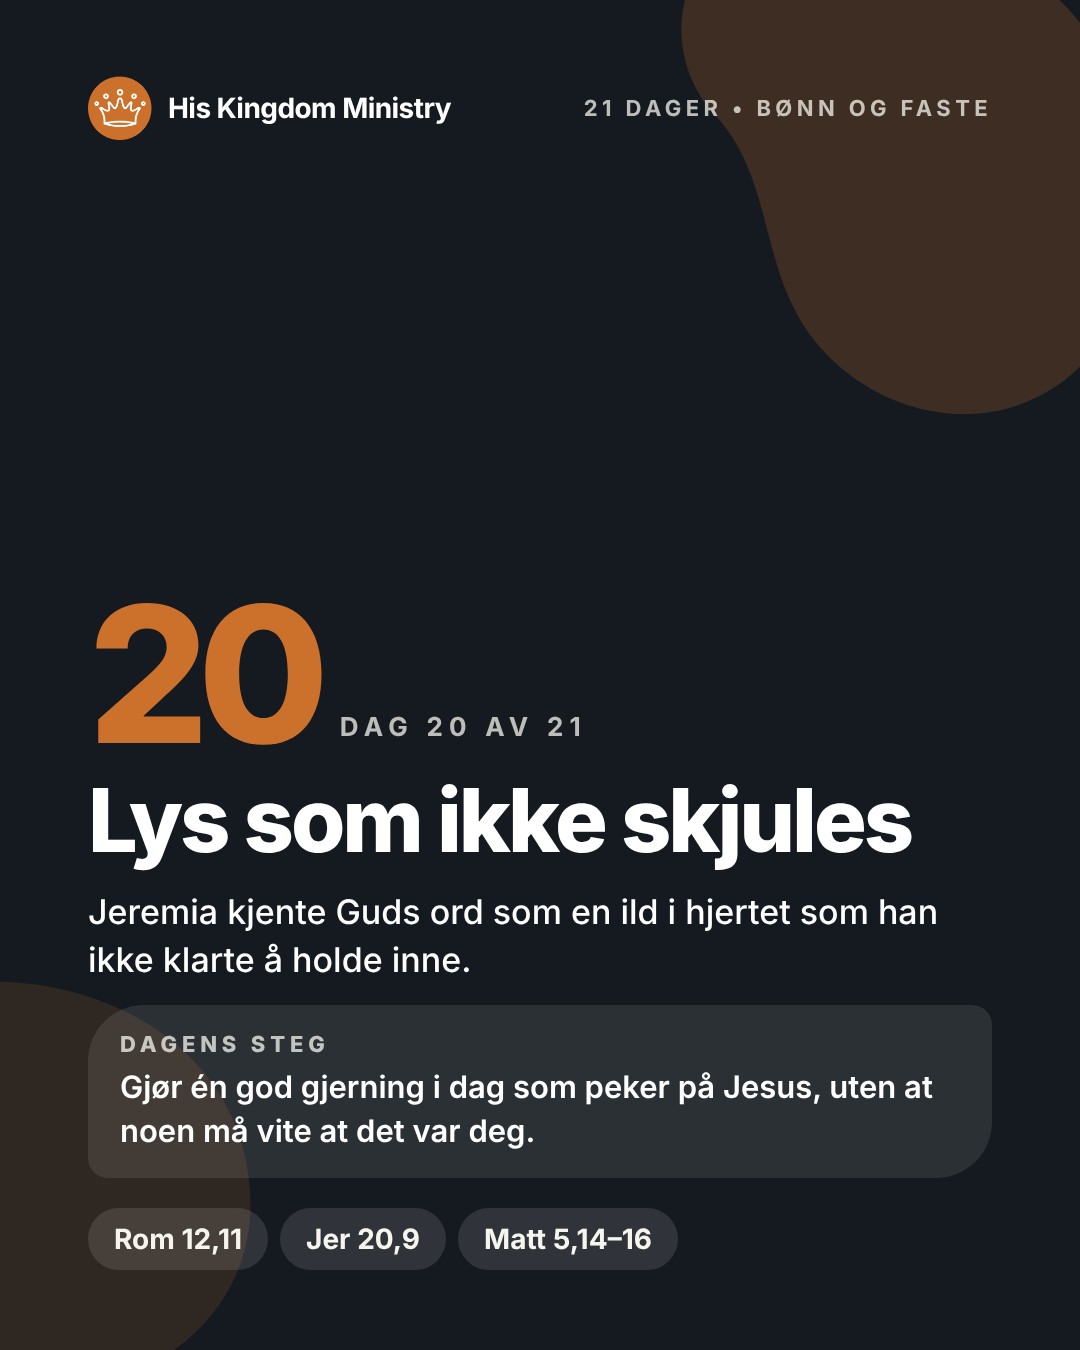 His Kingdom Ministry
21 DAGER • BØNN OG FASTE
20
DAG 20 AV 21
Lys som ikke skjules
Jeremia kjente Guds ord som en ild i hjertet som han
ikke klarte å holde inne.
DAGENS STEG
Gjør én god gjerning i dag som peker på Jesus, uten at
noen må vite at det var deg.
Rom 12,11
Jer 20,9
Matt 5,14–16